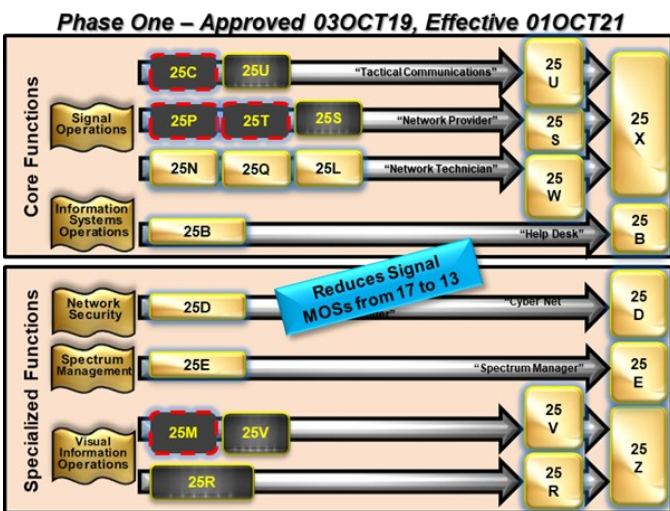 Phase One – Approved 03OCT19, Effective 01OCT21
Core Functions
Signal
Operations
25C
25U
“Tactical Communications”
25
U
25P
25T
25S
“Network Provider”
25
S
25
X
25N
25Q
25L
“Network Technician”
25
W
Information
Systems
Operations
25B
“Help Desk”
25
B
Reduces Signal
MOSs from 17 to 13
Specialized Functions
Network
Security
25D
“Cyber Net
25
D
Spectrum
Management
25E
“Spectrum Manager”
25
E
Visual
Information
Operations
25M
25V
25
V
25R
25
R
25
Z